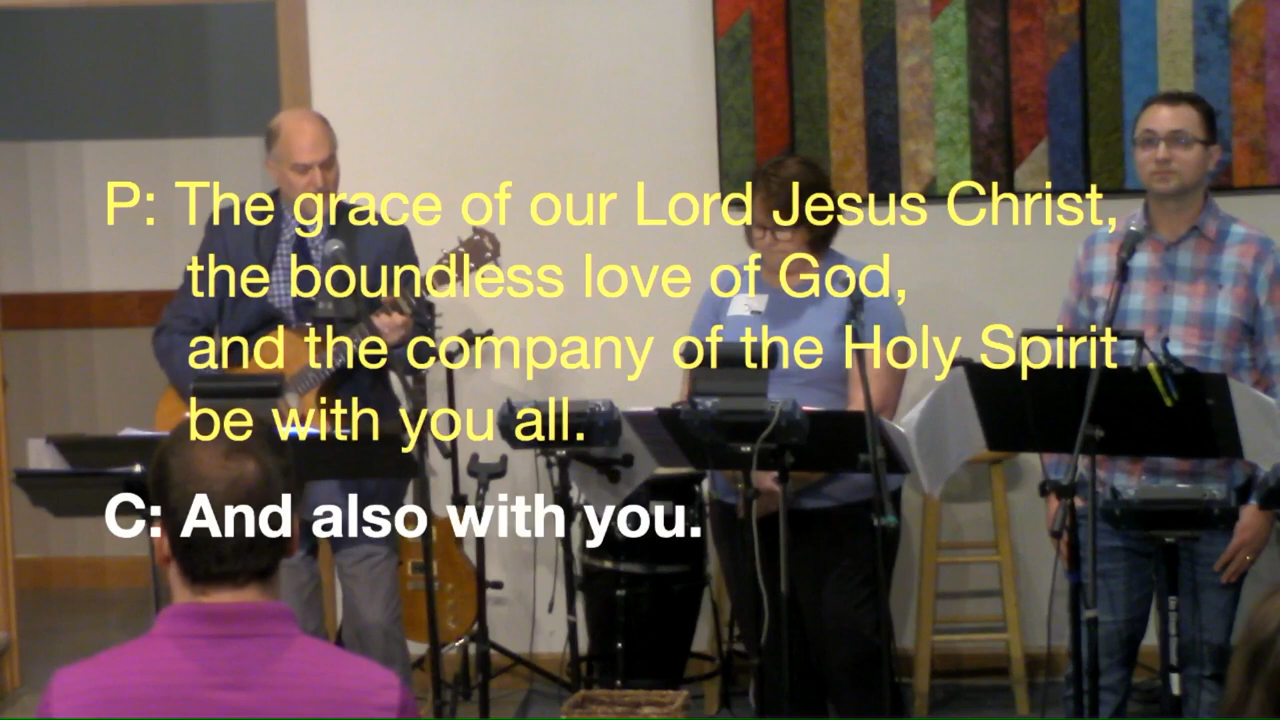 P: The grace of our Lord Jesus Christ,
the boundless love of God,
and the company of the Holy Spirit
be with you all.
C: And also with you.